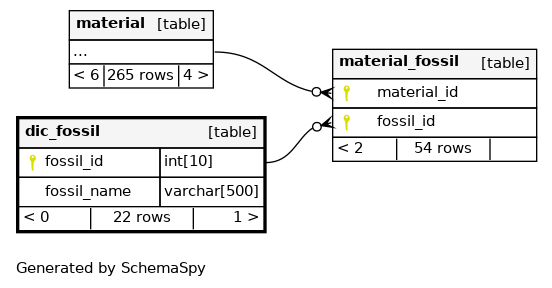 material [table]
...
< 6 265 rows 4 >
material_fossil [table]
material_id
fossil_id
< 2 54 rows
dic_fossil [table]
fossil_id int[10]
fossil_name varchar[500]
< 0 22 rows 1 >
Generated by SchemaSpy